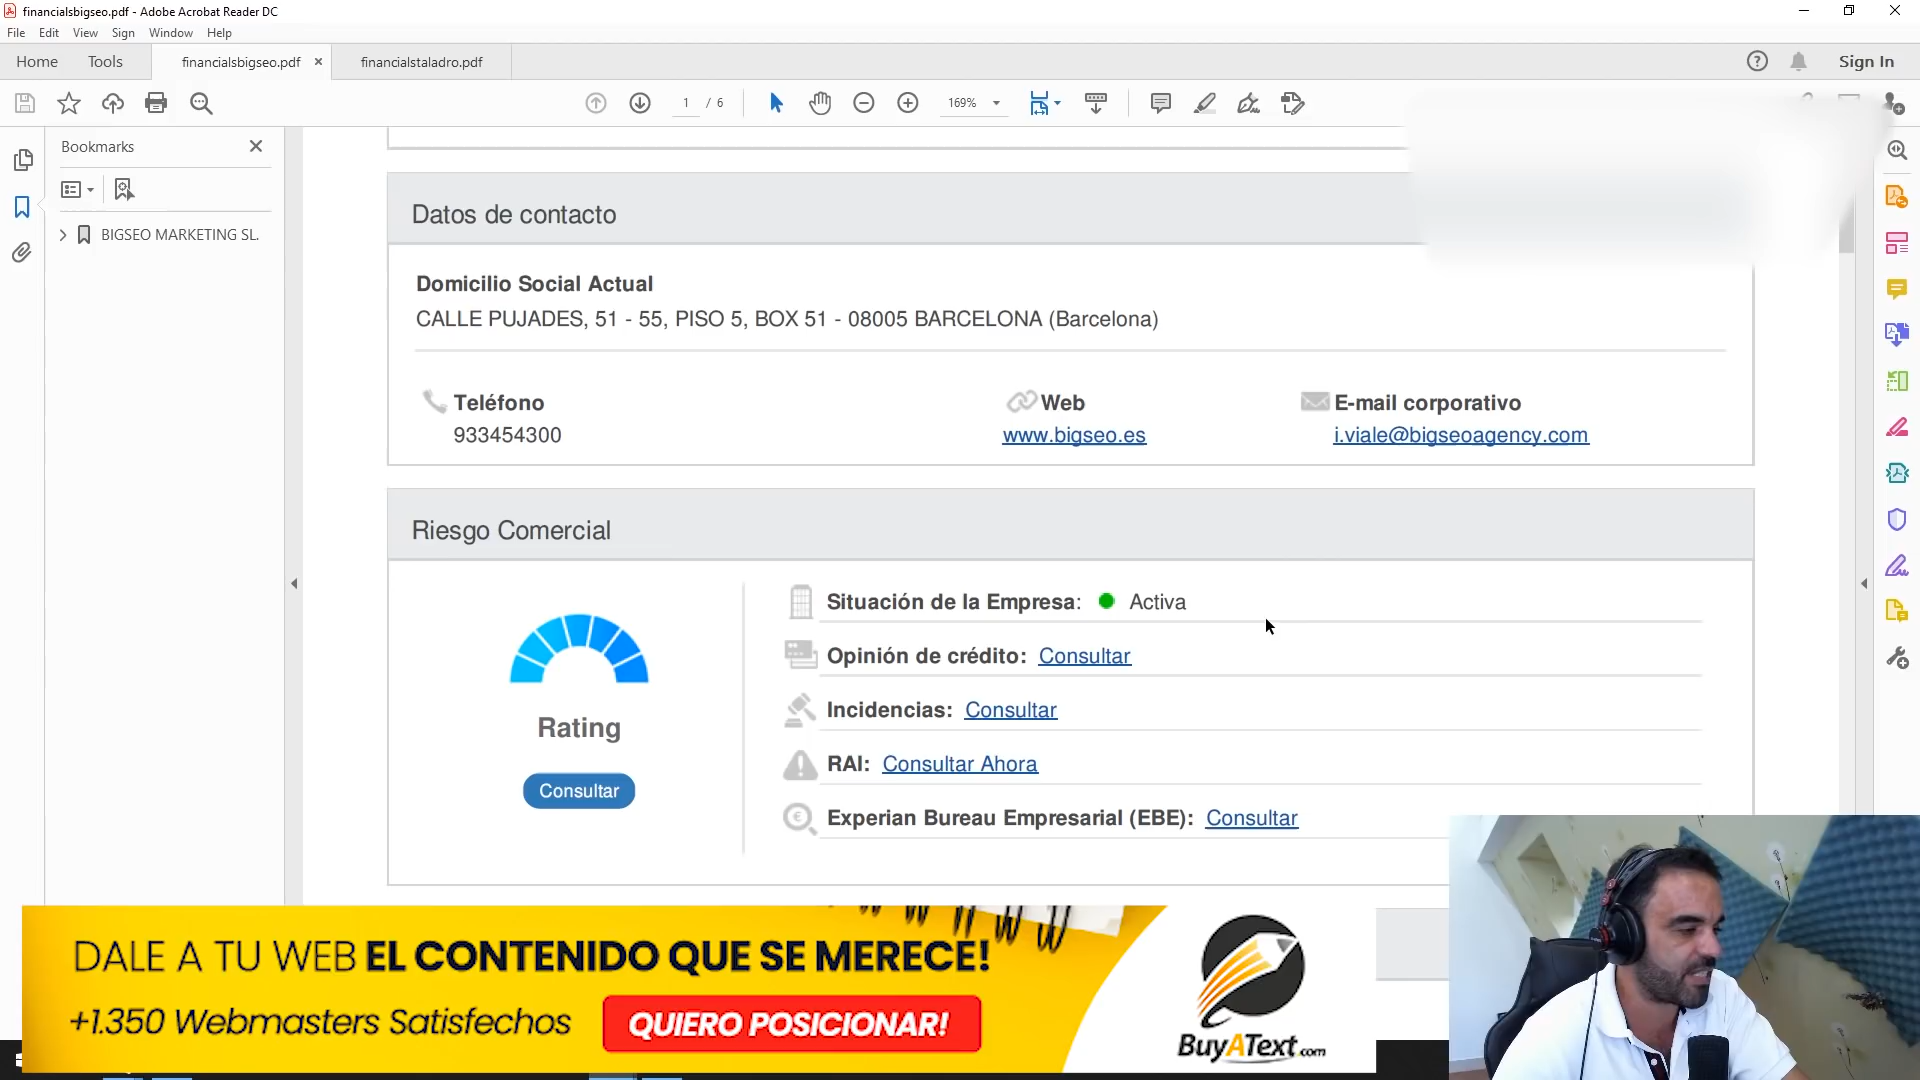 financialsbigseo.pdf - Adobe Acrobat Reader DC
File Edit View Sign Window Help
Home Tools financialsbigseo.pdf × financialstaladro.pdf Sign In
1 / 6 169%
Bookmarks
BIGSEO MARKETING SL.
Datos de contacto
Domicilio Social Actual
CALLE PUJADES, 51 - 55, PISO 5, BOX 51 - 08005 BARCELONA (Barcelona)
Teléfono Web E-mail corporativo
933454300 www.bigseo.es i.viale@bigseoagency.com
Riesgo Comercial
Situación de la Empresa: Activa
Opinión de crédito: Consultar
Incidencias: Consultar
RAI: Consultar Ahora
Experian Bureau Empresarial (EBE): Consultar
Rating
Consultar
DALE A TU WEB EL CONTENIDO QUE SE MERECE!
+1.350 Webmasters Satisfechos QUIERO POSICIONAR!
BuyAText.com